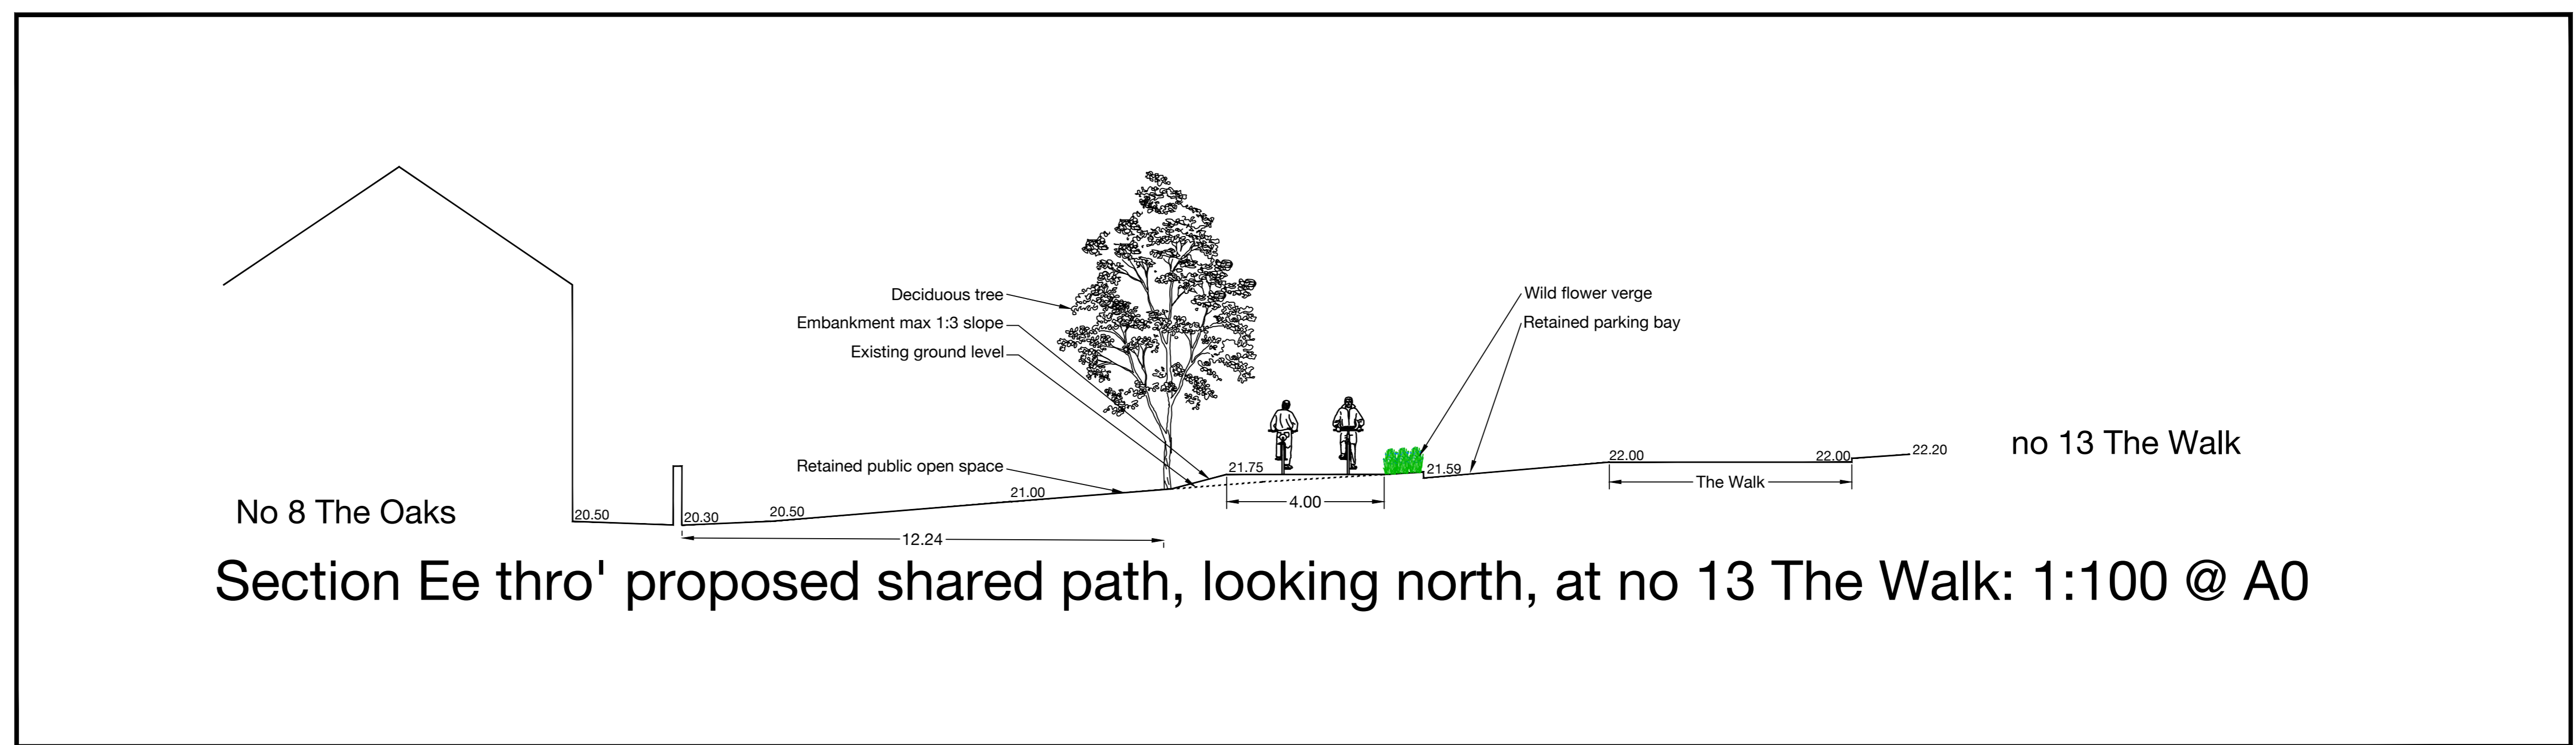 Deciduous tree
Embankment max 1:3 slope
Existing ground level
Retained public open space
Wild flower verge
Retained parking bay
No 8 The Oaks
20.50
20.30
20.50
21.00
12.24
21.75
4.00
21.59
22.00
The Walk
22.00
22.20
no 13 The Walk
Section Ee thro' proposed shared path, looking north, at no 13 The Walk: 1:100 @ A0